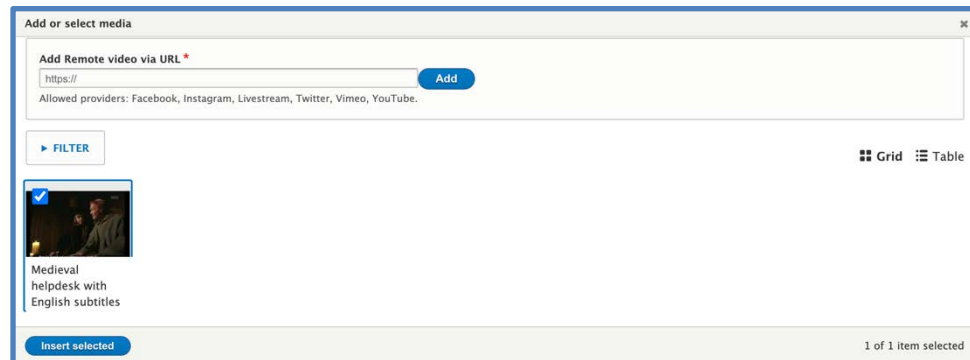 Add or select media
Add Remote video via URL *
https://
Add
Allowed providers: Facebook, Instagram, Livestream, Twitter, Vimeo, YouTube.
FILTER
Grid Table
Medieval
helpdesk with
English subtitles
Insert selected
1 of 1 item selected